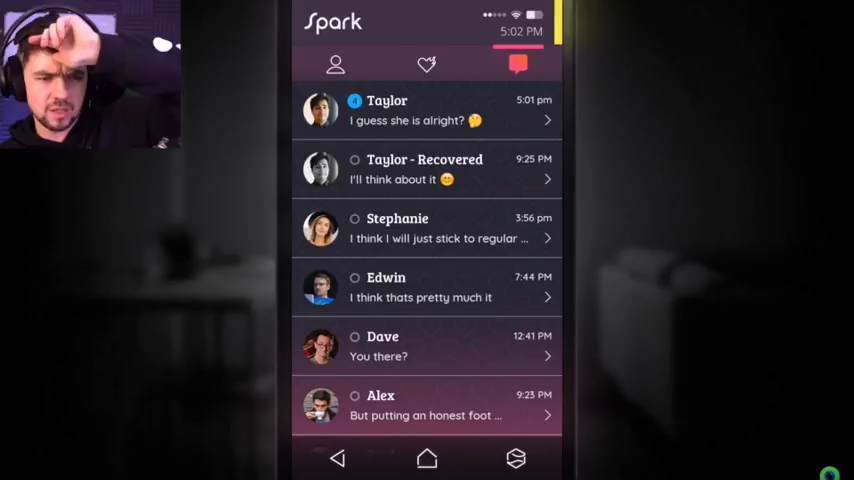 Spark
5:02 PM
4 Taylor 5:01 pm
I guess she is alright? 🤔
Taylor - Recovered 9:25 PM
I'll think about it 😊
Stephanie 3:56 pm
I think I will just stick to regular ...
Edwin 7:44 PM
I think thats pretty much it
Dave 12:41 PM
You there?
Alex 9:23 PM
But putting an honest foot ...